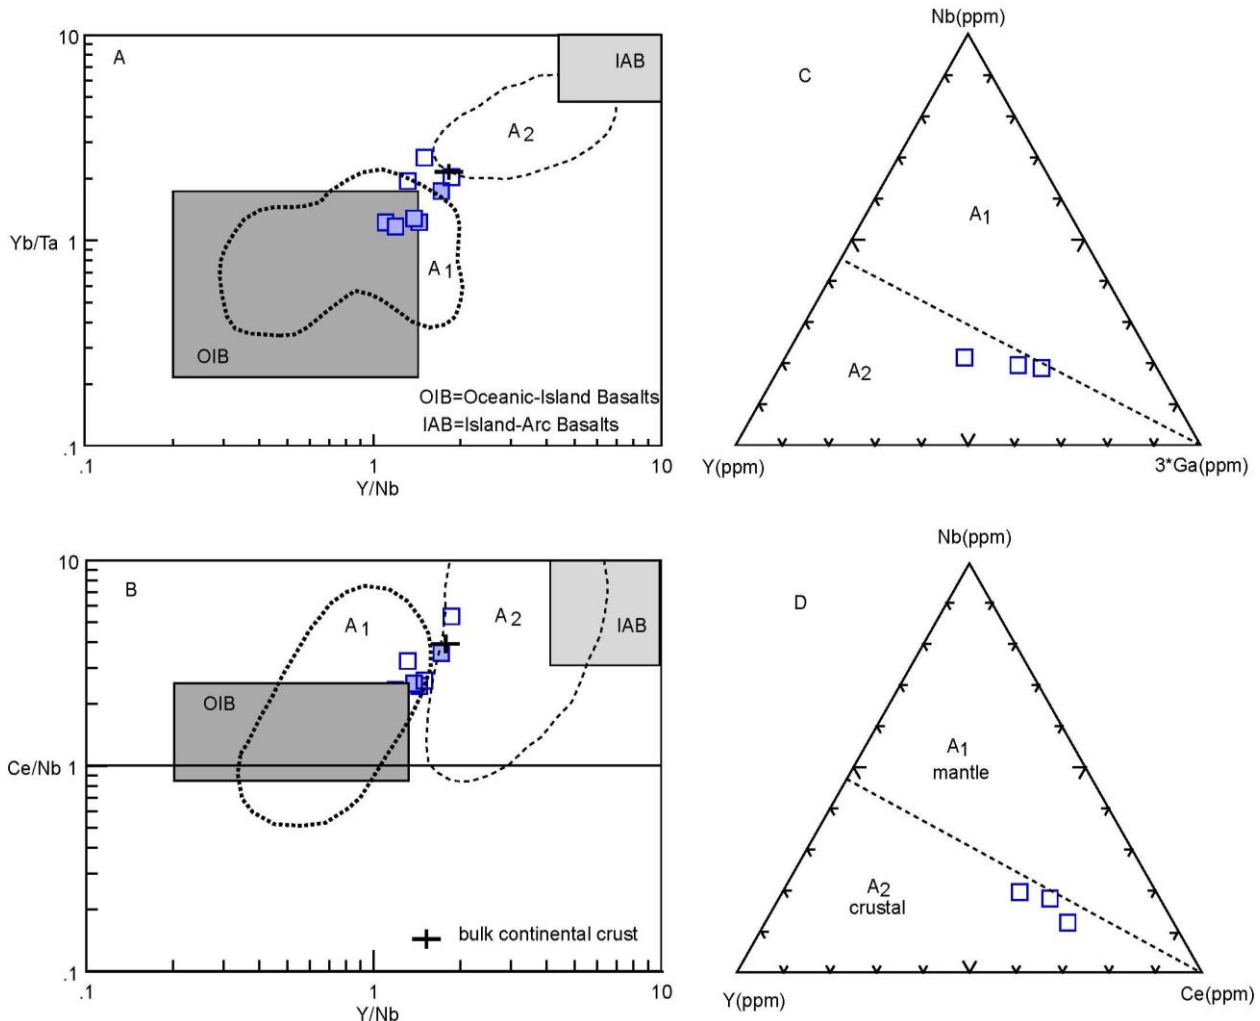 A
10
IAB
A2
Yb/Ta 1
A1
OIB
OIB=Oceanic-Island Basalts
IAB=Island-Arc Basalts
.1
.1
1
10
Y/Nb
Nb(ppm)
C
A1
A2
Y(ppm)
3*Ga(ppm)
B
10
A1
A2
IAB
OIB
Ce/Nb 1
bulk continental crust
.1
.1
1
10
Y/Nb
Nb(ppm)
D
A1
mantle
A2
crustal
Y(ppm)
Ce(ppm)